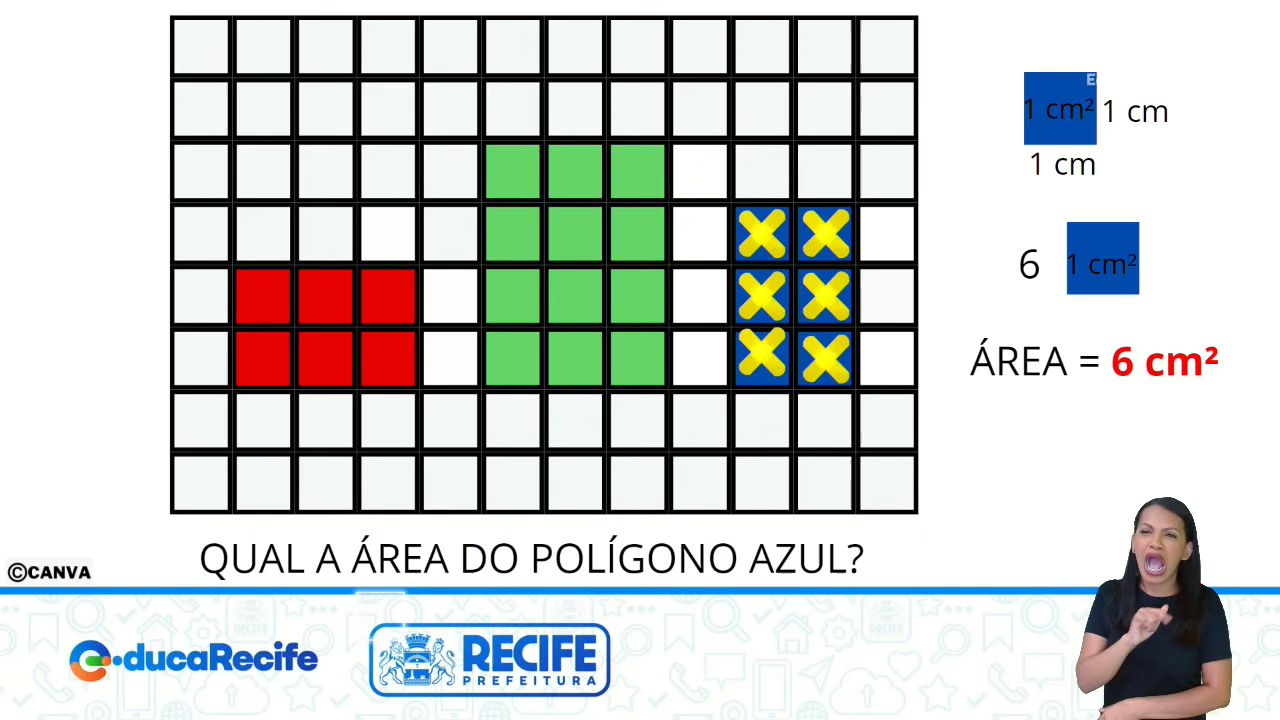 E
1 cm² 1 cm
1 cm
6 1 cm²
ÁREA = 6 cm²
QUAL A ÁREA DO POLÍGONO AZUL?
©CANVA
ducaRecife
RECIFE
PREFEITURA